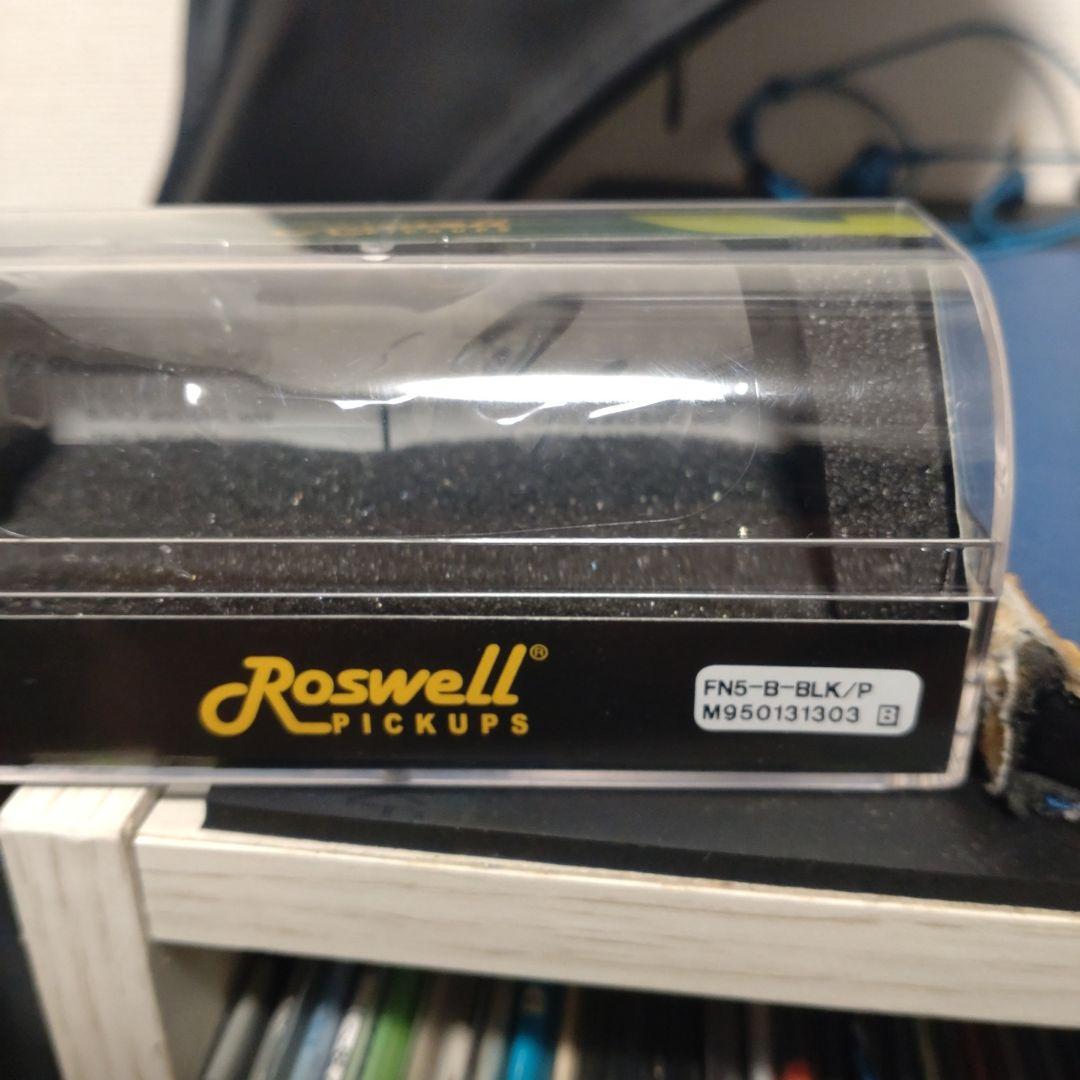 Roswell®
PICKUPS
FN5-B-BLK/P
M950131303 B